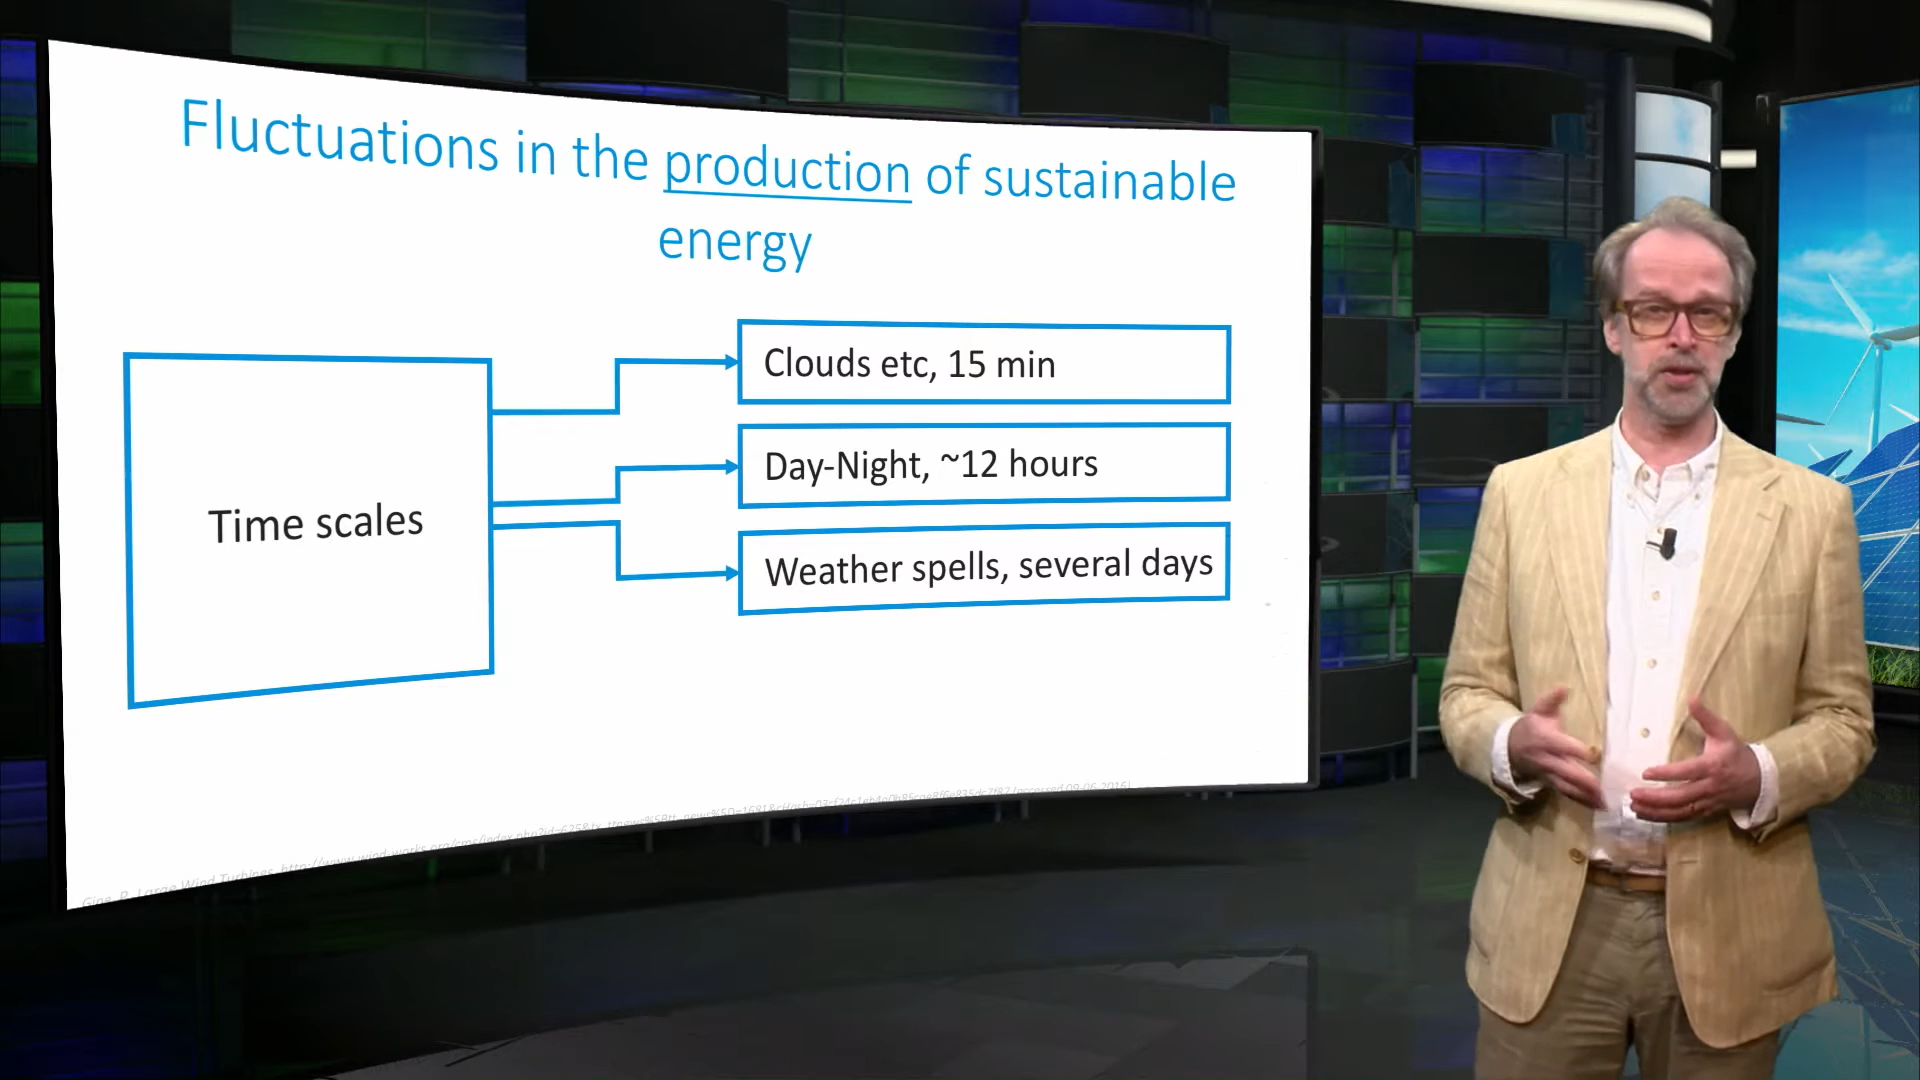 Fluctuations in the production of sustainable
energy
Time scales
Clouds etc, 15 min
Day-Night, ~12 hours
Weather spells, several days